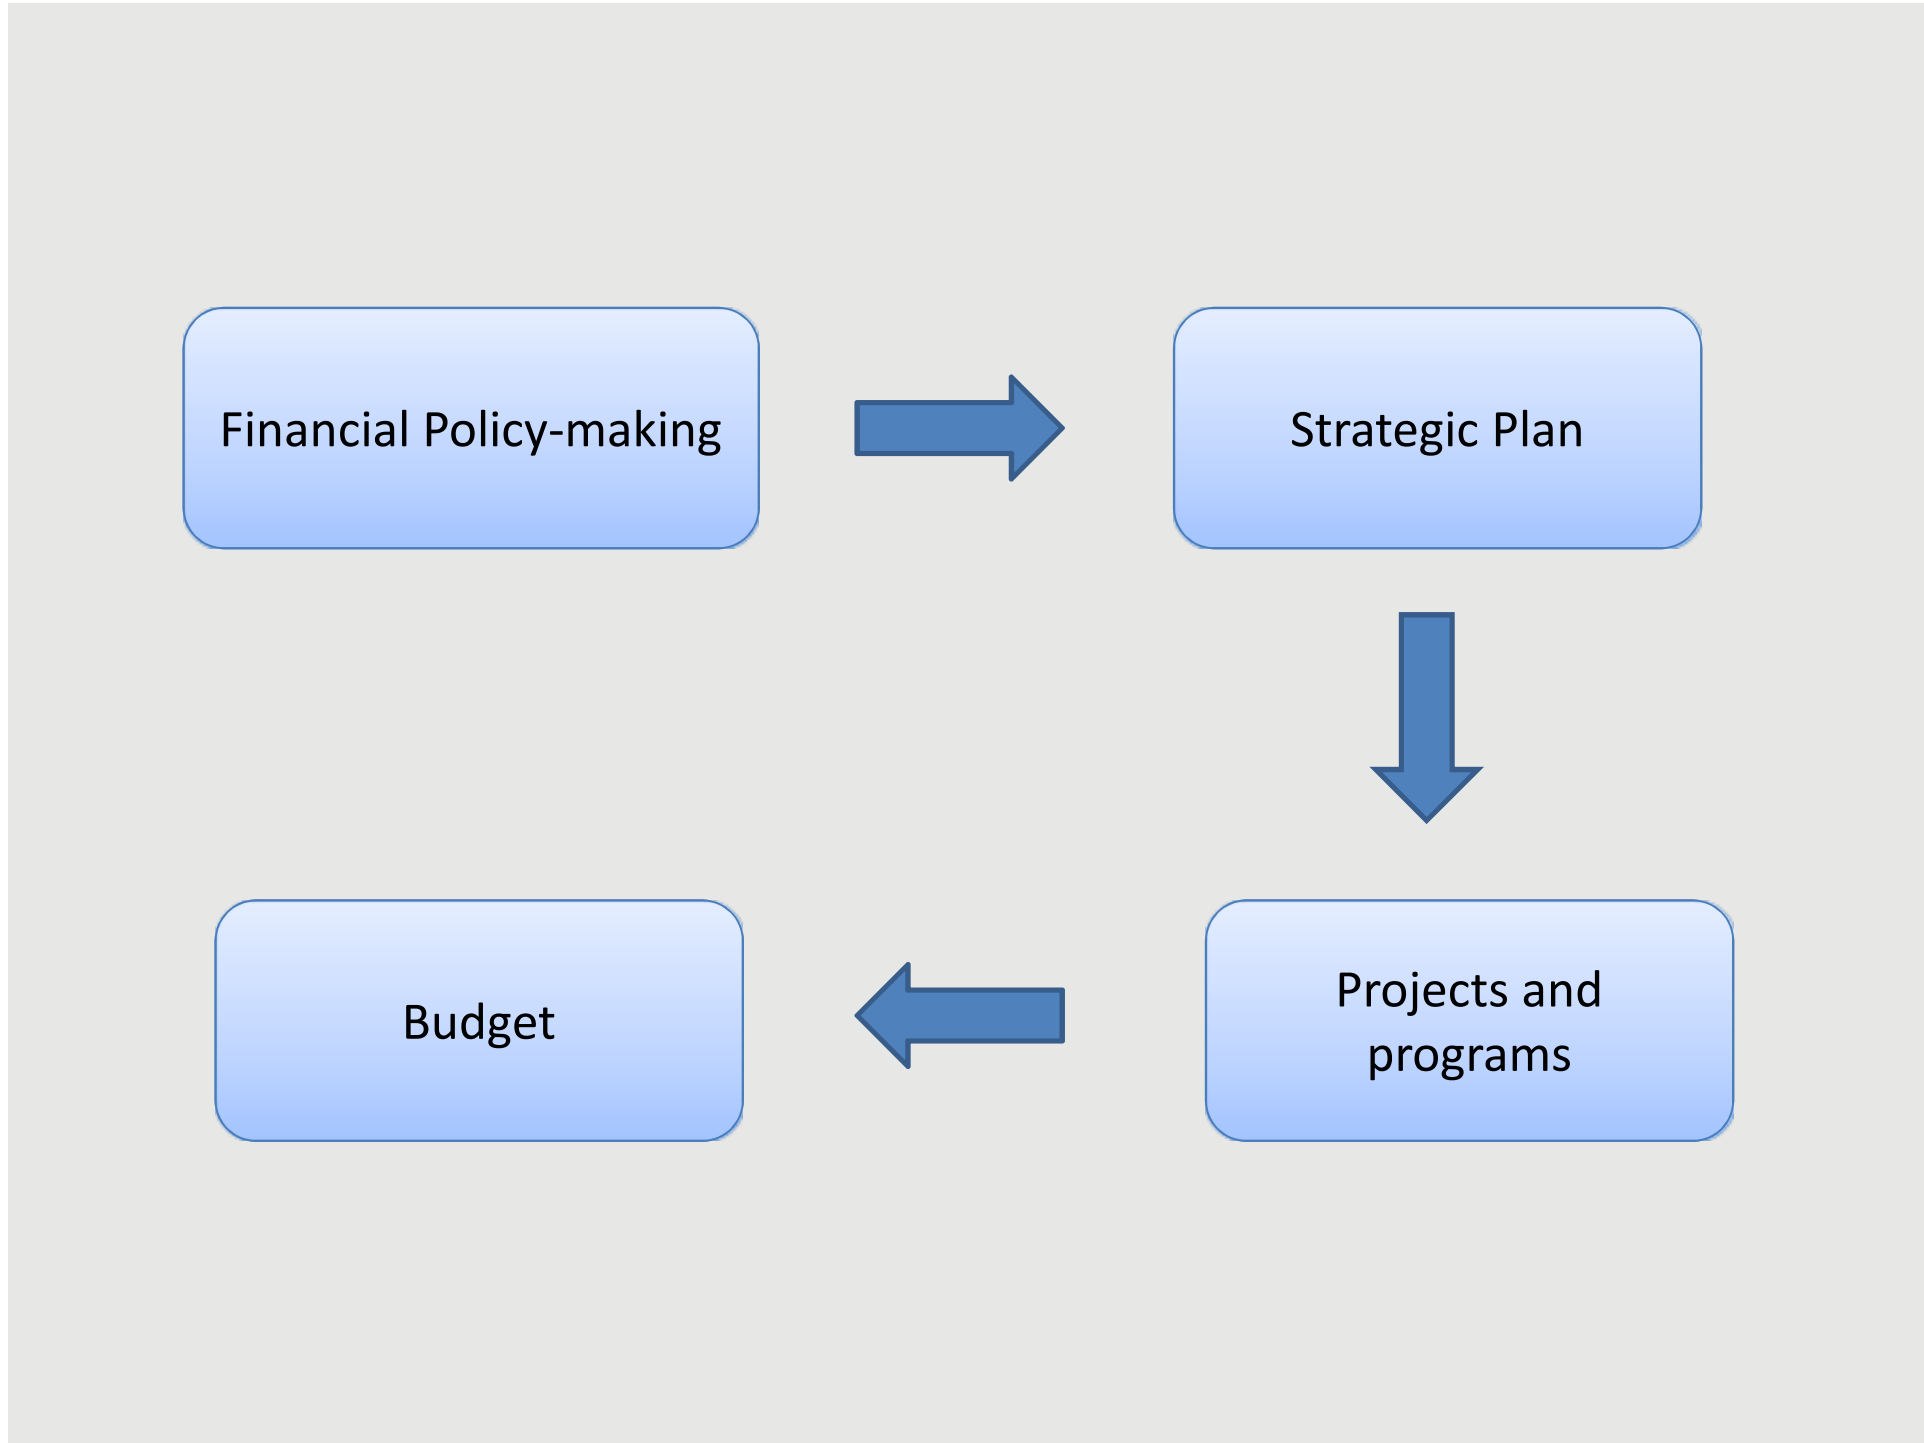 Financial Policy-making
Strategic Plan
Projects and
programs
Budget